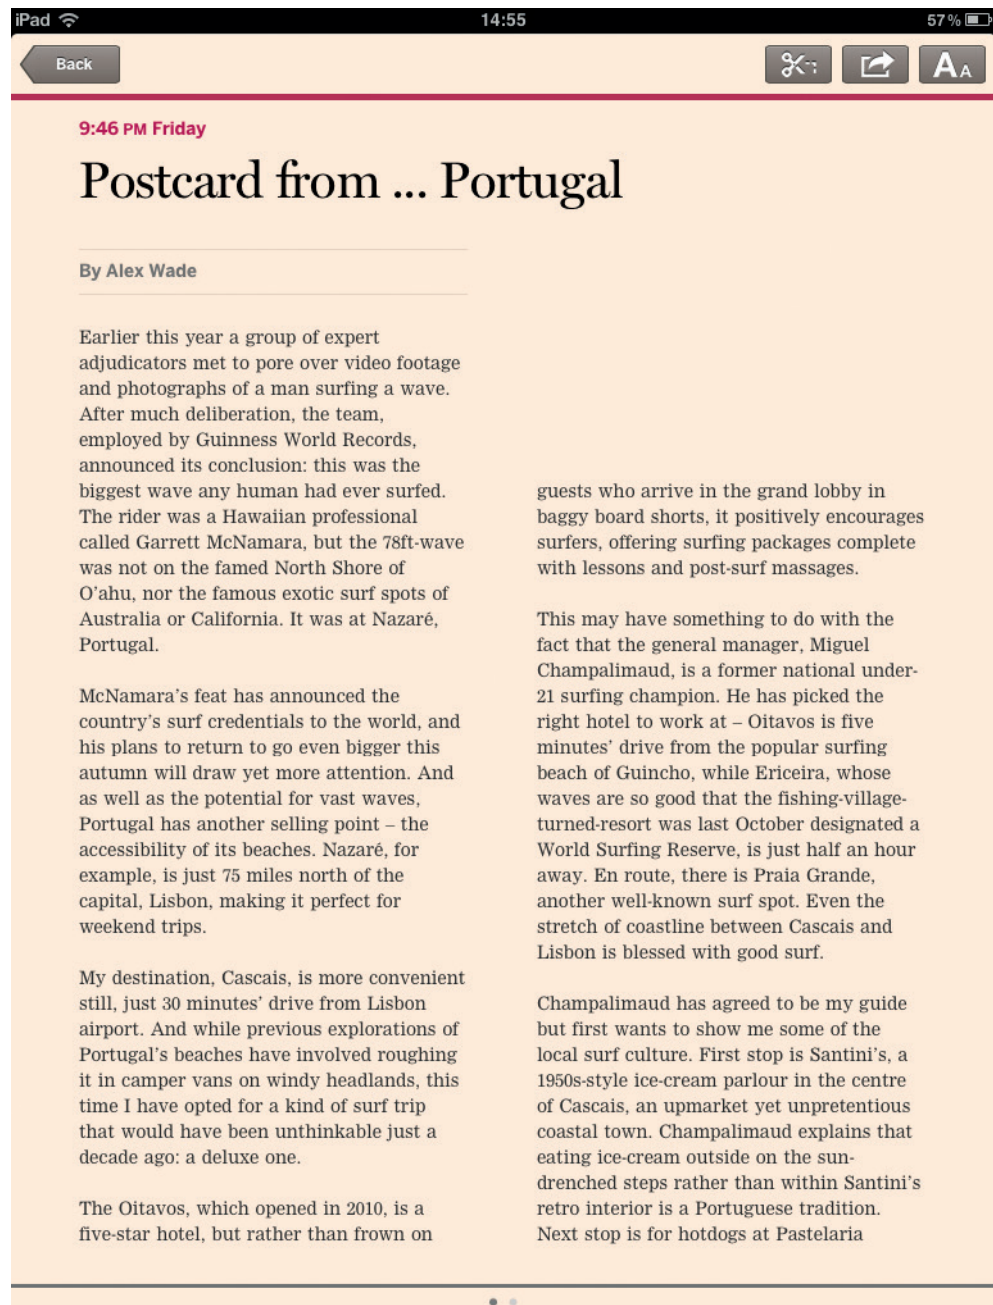 iPad
14:55
57%
Back
AA
9:46 PM Friday
Postcard from ... Portugal
By Alex Wade
Earlier this year a group of expert
adjudicators met to pore over video footage
and photographs of a man surfing a wave.
After much deliberation, the team,
employed by Guinness World Records,
announced its conclusion: this was the
biggest wave any human had ever surfed.
The rider was a Hawaiian professional
called Garrett McNamara, but the 78ft-wave
was not on the famed North Shore of
O'ahu, nor the famous exotic surf spots of
Australia or California. It was at Nazaré,
Portugal.
McNamara's feat has announced the
country's surf credentials to the world, and
his plans to return to go even bigger this
autumn will draw yet more attention. And
as well as the potential for vast waves,
Portugal has another selling point – the
accessibility of its beaches. Nazaré, for
example, is just 75 miles north of the
capital, Lisbon, making it perfect for
weekend trips.
My destination, Cascais, is more convenient
still, just 30 minutes' drive from Lisbon
airport. And while previous explorations of
Portugal's beaches have involved roughing
it in camper vans on windy headlands, this
time I have opted for a kind of surf trip
that would have been unthinkable just a
decade ago: a deluxe one.
The Oitavos, which opened in 2010, is a
five-star hotel, but rather than frown on
guests who arrive in the grand lobby in
baggy board shorts, it positively encourages
surfers, offering surfing packages complete
with lessons and post-surf massages.
This may have something to do with the
fact that the general manager, Miguel
Champalimaud, is a former national under-
21 surfing champion. He has picked the
right hotel to work at – Oitavos is five
minutes' drive from the popular surfing
beach of Guincho, while Ericeira, whose
waves are so good that the fishing-village-
turned-resort was last October designated a
World Surfing Reserve, is just half an hour
away. En route, there is Praia Grande,
another well-known surf spot. Even the
stretch of coastline between Cascais and
Lisbon is blessed with good surf.
Champalimaud has agreed to be my guide
but first wants to show me some of the
local surf culture. First stop is Santini's, a
1950s-style ice-cream parlour in the centre
of Cascais, an upmarket yet unpretentious
coastal town. Champalimaud explains that
eating ice-cream outside on the sun-
drenched steps rather than within Santini's
retro interior is a Portuguese tradition.
Next stop is for hotdogs at Pastelaria